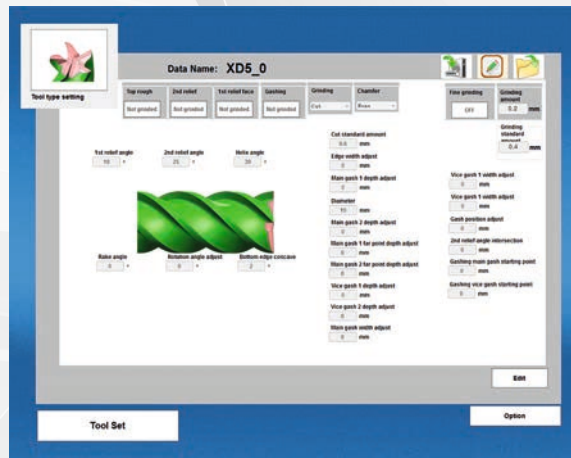 Data Name: XD5_0
Tool type setting
Top rough 2nd relief 1st relief face Gashing Grinding Chamfer Fine grinding Grinding amount
Not grinded Not grinded Not grinded Not grinded Cut OFF 5.0 mm
Grinding standard amount
0.4 mm
1st relief angle 2nd relief angle Helix angle
10 ° 25 ° 30 °
Rake angle Rotation angle adjust Bottom edge concave
0 ° 0 ° 2 °
Cut standard amount
mm
Edge width adjust
0 mm
Main gash 1 depth adjust
0 mm
Diameter
10 mm
Main gash 2 depth adjust
0 mm
Main gash 1 far point depth adjust
0 mm
Main gash 2 far point depth adjust
0 mm
Vice gash 1 depth adjust
0 mm
Vice gash 2 depth adjust
0 mm
Main gash width adjust
0 mm
Vice gash 1 width adjust
0 mm
Vice gash 1 width adjust
0 mm
Gash position adjust
0 mm
2nd relief angle intersection
0 mm
Gashing main gash starting point
0 mm
Gashing vice gash starting point
0 mm
Edit
Tool Set
Option